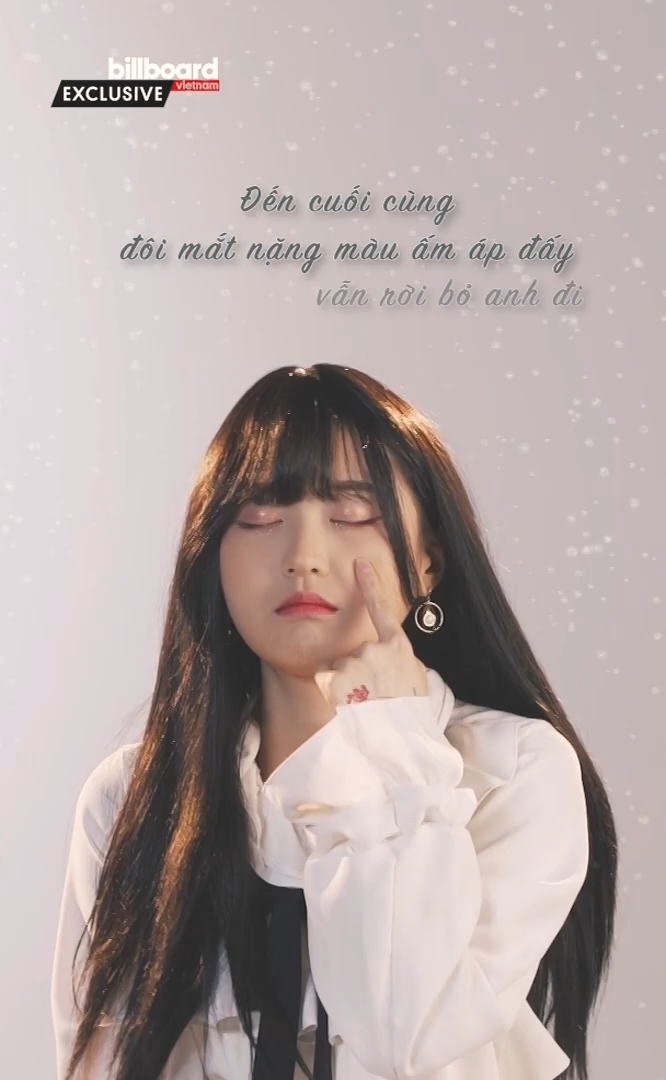 billboard
vietnam
EXCLUSIVE
Đến cuối cùng
đôi mắt nặng màu ấm áp đấy
vẫn rời bỏ anh đi